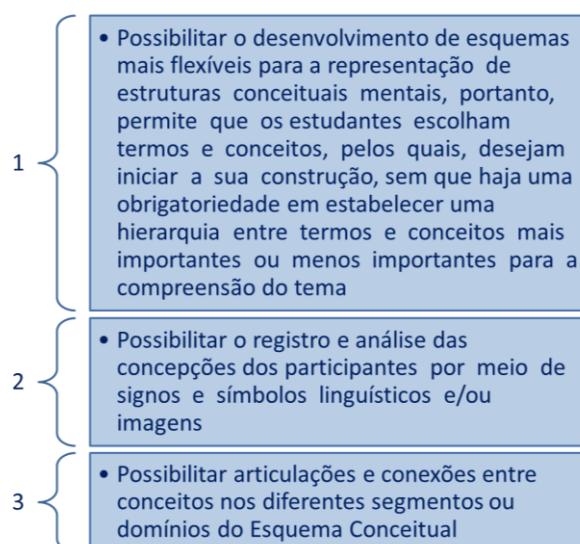 1
• Possibilitar o desenvolvimento de esquemas
mais flexíveis para a representação de
estruturas conceituais mentais, portanto,
permite que os estudantes escolham
termos e conceitos, pelos quais, desejam
iniciar a sua construção, sem que haja uma
obrigatoriedade em estabelecer uma
hierarquia entre termos e conceitos mais
importantes ou menos importantes para a
compreensão do tema
2
• Possibilitar o registro e análise das
concepções dos participantes por meio de
signos e símbolos linguísticos e/ou
imagens
3
• Possibilitar articulações e conexões entre
conceitos nos diferentes segmentos ou
domínios do Esquema Conceitual